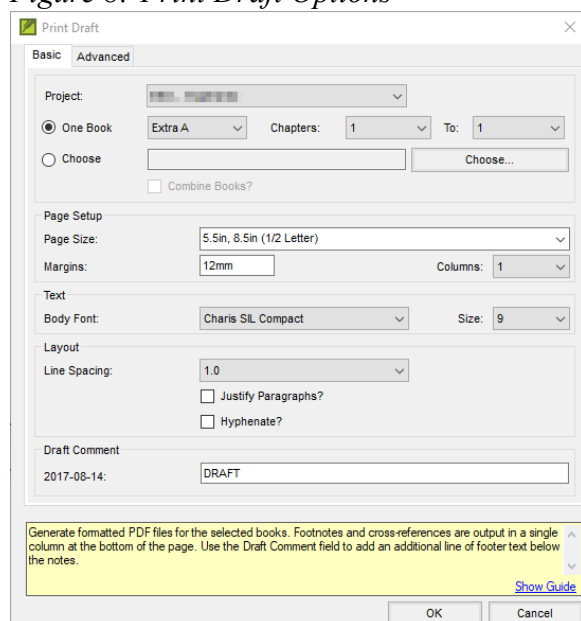 Figure 8. Print Draft Options
Print Draft
Basic Advanced
Project:
One Book Extra A Chapters: 1 To: 1
Choose Choose...
Combine Books?
Page Setup
Page Size: 5.5in, 8.5in (1/2 Letter)
Margins: 12mm Columns: 1
Text
Body Font: Charis SIL Compact Size: 9
Layout
Line Spacing: 1.0
Justify Paragraphs?
Hyphenate?
Draft Comment
2017-08-14: DRAFT
Generate formatted PDF files for the selected books. Footnotes and cross-references are output in a single
column at the bottom of the page. Use the Draft Comment field to add an additional line of footer text below
the notes.
Show Guide
OK Cancel